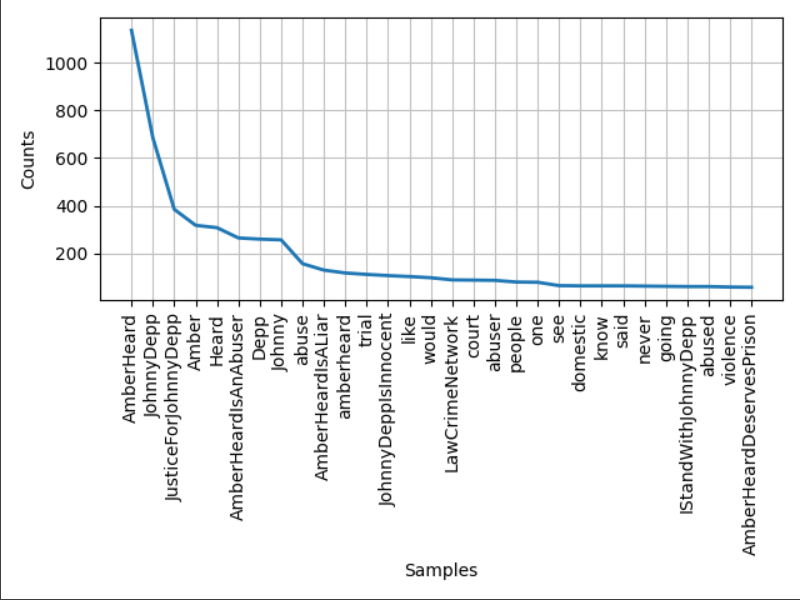 Counts
1000
800
600
400
200
AmberHeard
JohnnyDepp
JusticeForJohnnyDepp
Amber
Heard
AmberHeardIsAnAbuser
Depp
Johnny
abuse
AmberHeardIsALiar
amberheard
trial
JohnnyDeppIsInnocent
like
would
LawCrimeNetwork
court
abuser
people
one
see
domestic
know
said
never
going
IStandWithJohnnyDepp
abused
violence
AmberHeardDeservesPrison
Samples